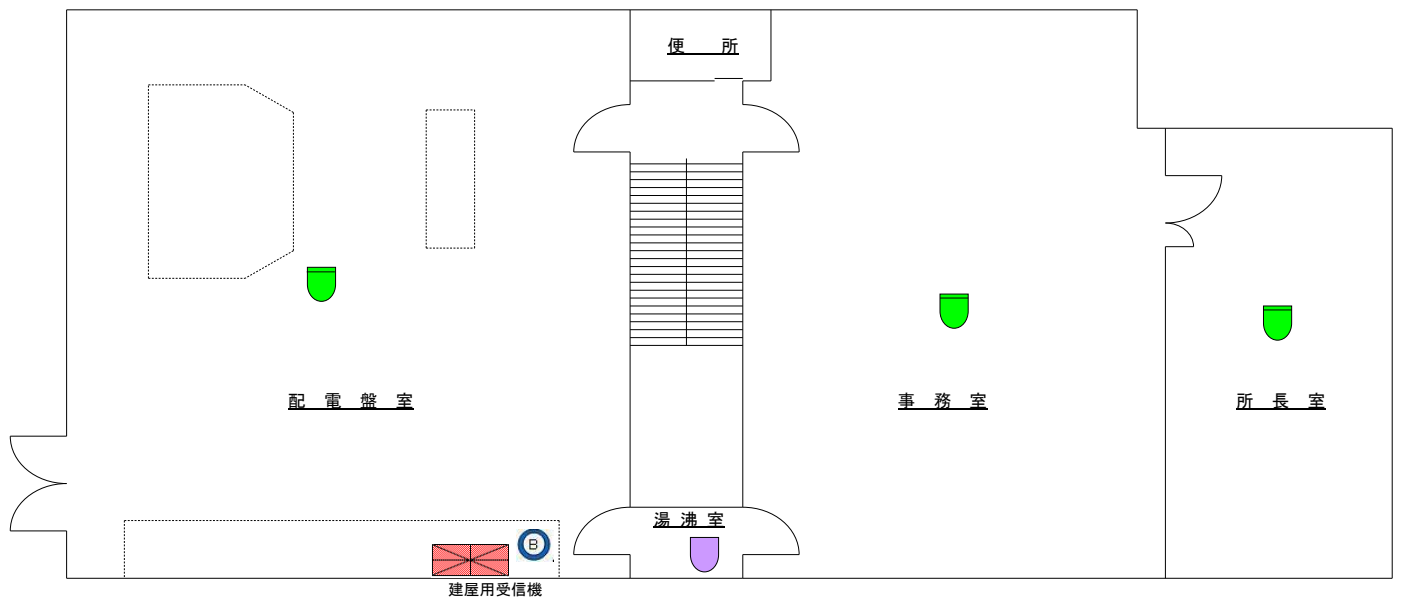 便　所
配　電　盤　室
事　務　室
所　長　室
湯 沸 室
B
建屋用受信機